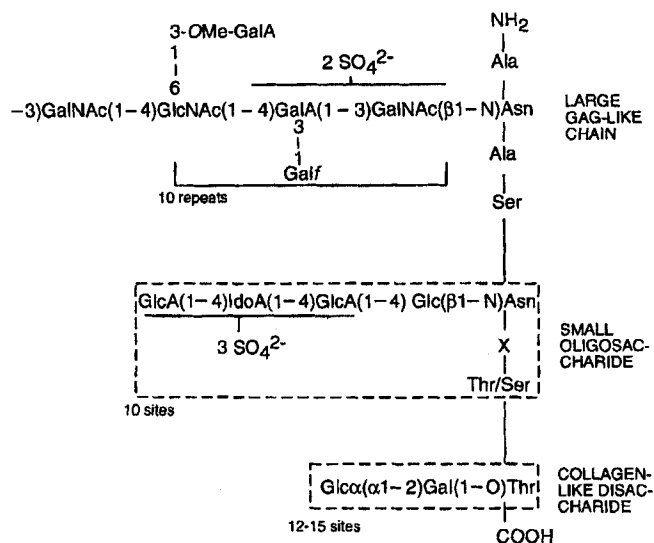 3-OMe-GalA
1
6
NH2
Ala
2 SO4 2-
–3)GalNAc(1–4)GlcNAc(1–4)GalA(1–3)GalNAc(β1–N)Asn
LARGE
GAG-LIKE
CHAIN
3
1
Galf
Ala
10 repeats
Ser
GlcA(1–4)IdoA(1–4)GlcA(1–4) Glc(β1–N)Asn
3 SO4 2-
X
Thr/Ser
SMALL
OLIGOSAC-
CHARIDE
10 sites
Glcα(α1–2)Gal(1–O)Thr
COLLAGEN-
LIKE DISAC-
CHARIDE
12-15 sites
COOH